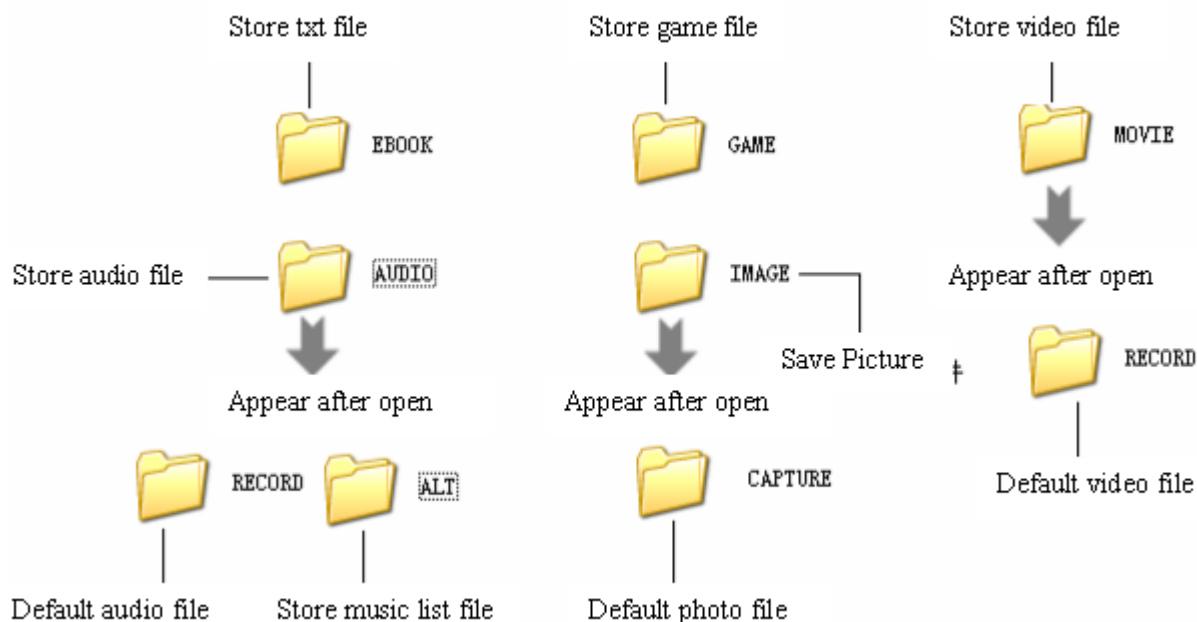 Store txt file
Store game file
Store video file
EBOOK
GAME
MOVIE
Store audio file
AUDIO
IMAGE
Appear after open
Save Picture
RECORD
Appear after open
Appear after open
RECORD
ALT
CAPTURE
Default video file
Default audio file
Store music list file
Default photo file